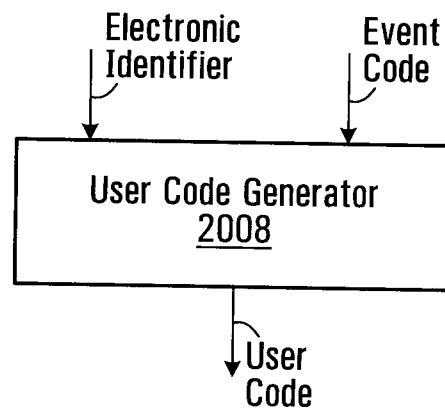 Electronic
Identifier
Event
Code
User Code Generator
2008
User
Code